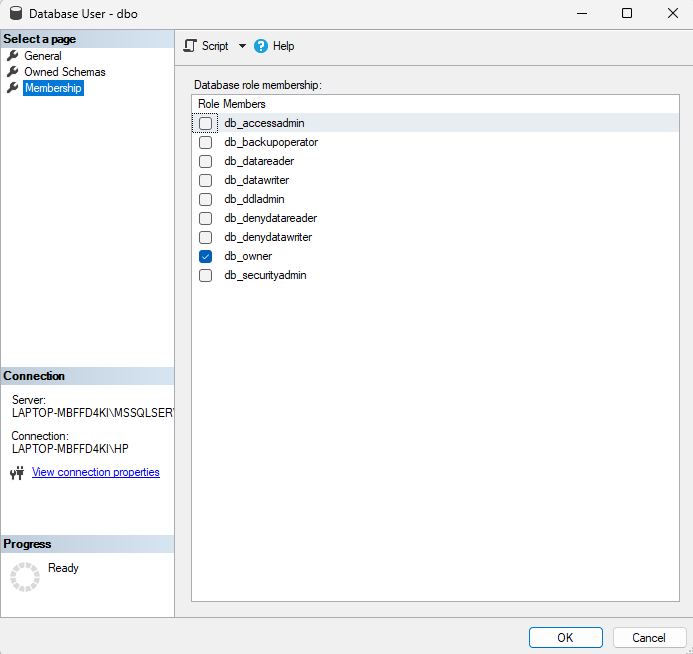 Database User - dbo
Select a page
General
Owned Schemas
Membership
Script
Help
Database role membership:
Role Members
db_accessadmin
db_backupoperator
db_datareader
db_datawriter
db_ddladmin
db_denydatareader
db_denydatawriter
db_owner
db_securityadmin
Connection
Server:
LAPTOP-MBFFD4KI\MSSQLSER
Connection:
LAPTOP-MBFFD4KI\HP
View connection properties
Progress
Ready
OK
Cancel